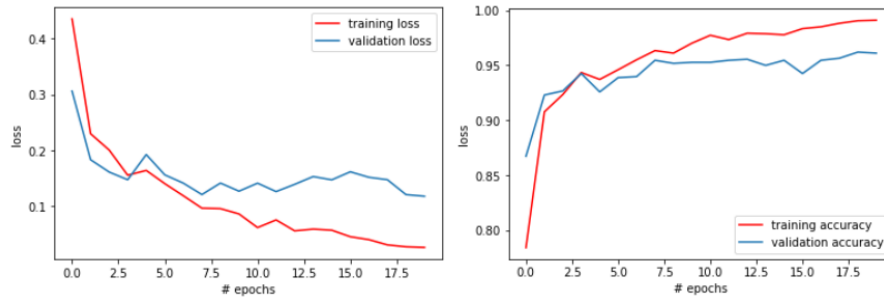 training loss
validation loss
loss
0.4
0.3
0.2
0.1
0.0 2.5 5.0 7.5 10.0 12.5 15.0 17.5
# epochs
1.00
0.95
0.90
0.85
0.80
loss
training accuracy
validation accuracy
0.0 2.5 5.0 7.5 10.0 12.5 15.0 17.5
# epochs